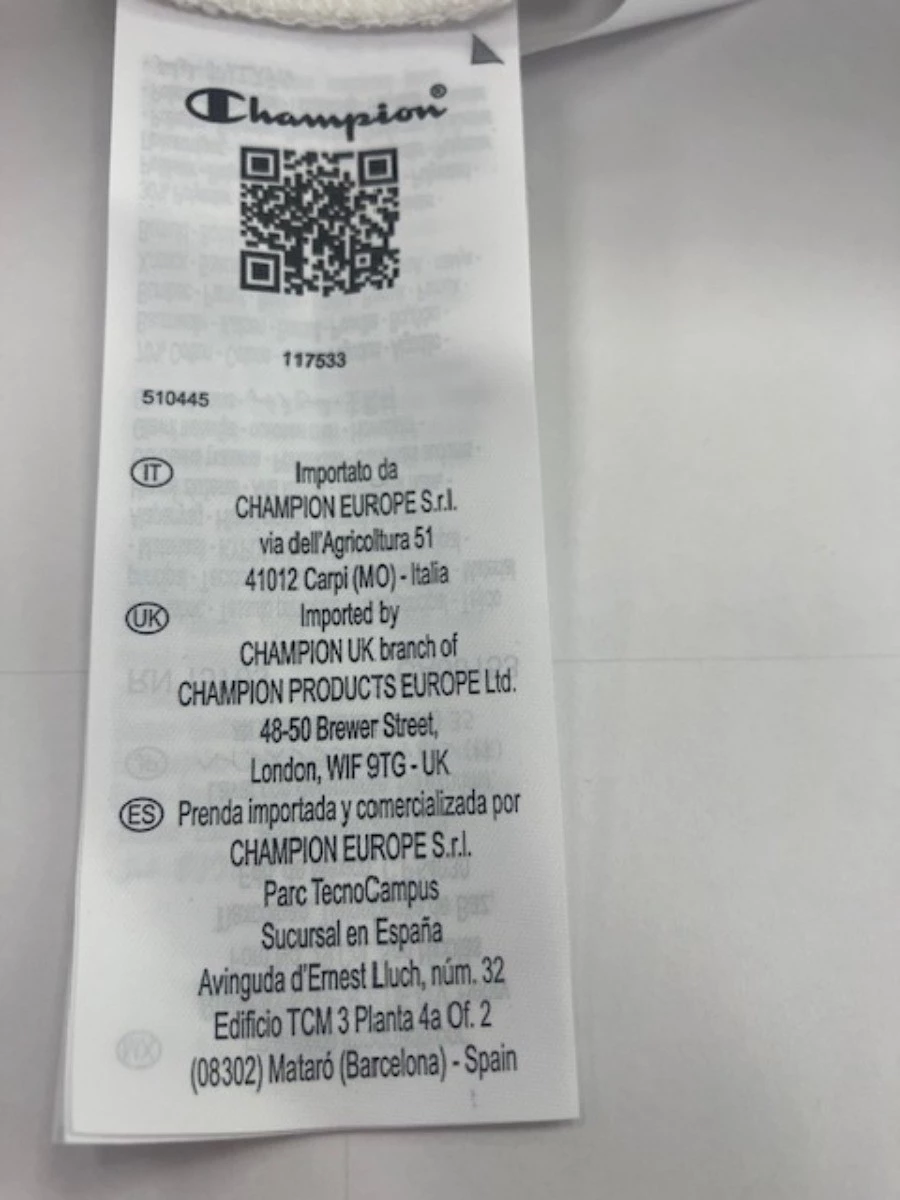 Champion®
117533
510445
IT Importato da
CHAMPION EUROPE S.r.l.
via dell'Agricoltura 51
41012 Carpi (MO) - Italia
UK Imported by
CHAMPION UK branch of
CHAMPION PRODUCTS EUROPE Ltd.
48-50 Brewer Street,
London, WIF 9TG - UK
ES Prenda importada y comercializada por
CHAMPION EUROPE S.r.l.
Parc TecnoCampus
Sucursal en España
Avinguda d'Ernest Lluch, núm. 32
Edificio TCM 3 Planta 4a Of. 2
(08302) Mataró (Barcelona) - Spain
1